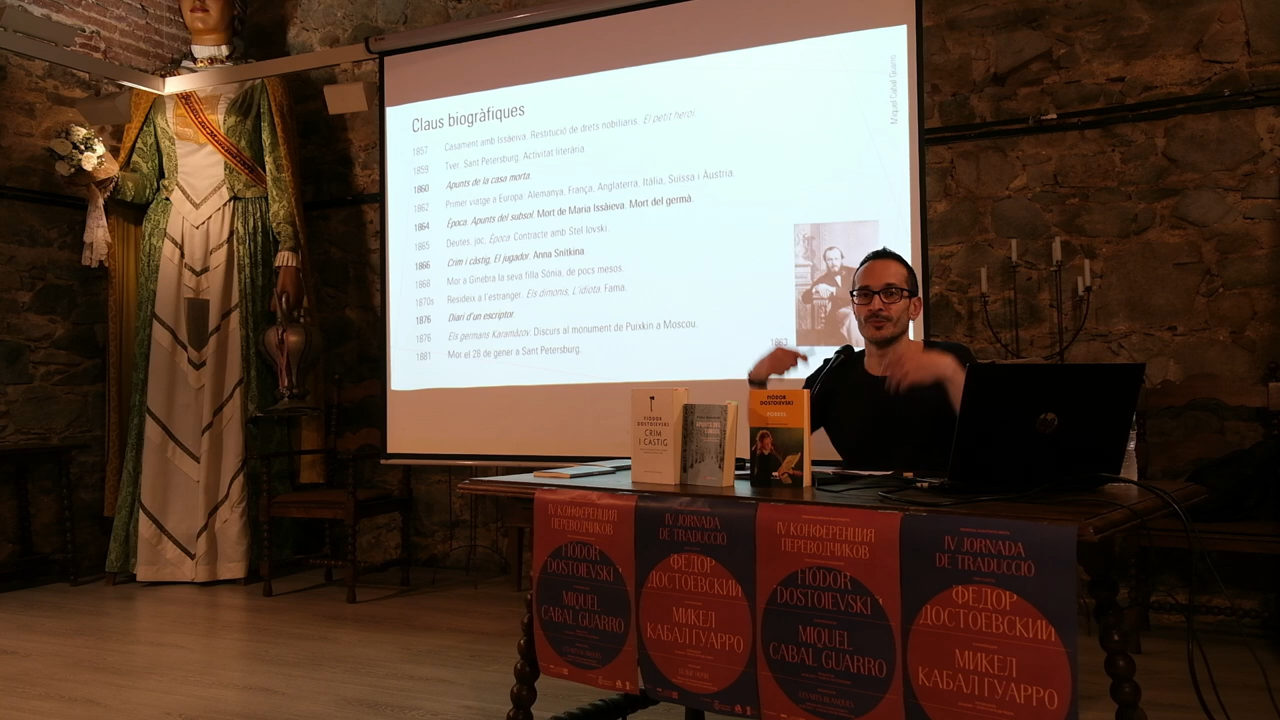 Claus biogràfiques
Miquel Cabal Guarro
1857 Casament amb Issàeiva. Restitució de drets nobiliaris. El petit heroi.
1859 Tver. Sant Petersburg. Activitat literària.
1860 Apunts de la casa morta.
1862 Primer viatge a Europa: Alemanya, França, Anglaterra, Itàlia, Suïssa i Àustria.
1864 Època. Apunts del subsol. Mort de Maria Issàieva. Mort del germà.
1865 Deutes, joc. Època. Contracte amb Stel·lovski.
1866 Crim i càstig, El jugador. Anna Snítkina
1868 Mor a Ginebra la seva filla Sònia, de pocs mesos.
1870s Resideix a l'estranger. Els dimonis, L'idiota. Fama.
1876 Diari d'un escriptor.
1876 Els germans Karamàzov. Discurs al monument de Puixkin a Moscou.
1881 Mor el 28 de gener a Sant Petersburg.
1863
FIÓDOR
DOSTOIEVSKI
CRIM
I CÀSTIG
APUNTS DEL
FIÓDOR
DOSTOIEVSKI
IV КОНФЕРЕНЦИЯ
ПЕРЕВОДЧИКОВ
FIÓDOR
DOSTOIEVSKI
MIQUEL
CABAL GUARRO
IV JORNADA
DE TRADUCCIÓ
ФЕДОР
ДОСТОЕВСКИЙ
МИКЕЛ
КАБАЛ ГУАРРО
IV КОНФЕРЕНЦИЯ
ПЕРЕВОДЧИКОВ
FIÓDOR
DOSTOIEVSKI
MIQUEL
CABAL GUARRO
IV JORNADA
DE TRADUCCIÓ
ФЕДОР
ДОСТОЕВСКИЙ
МИКЕЛ
КАБАЛ ГУАРРО